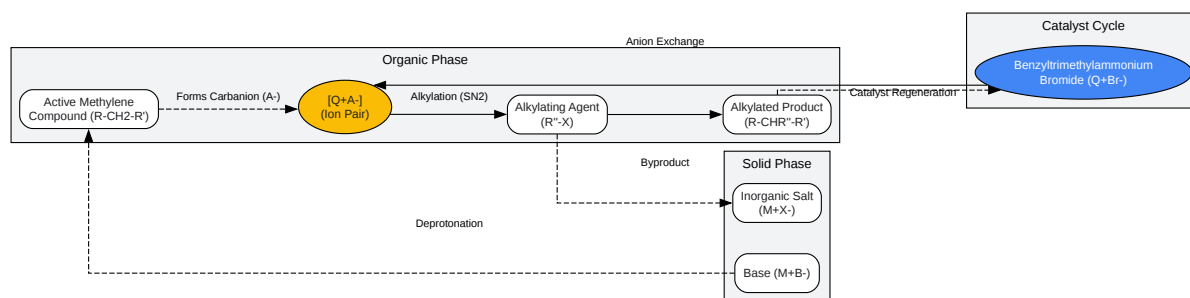 Catalyst Cycle
Anion Exchange
Organic Phase
Benzyltrimethylammonium
Bromide (Q+Br-)
Active Methylene
Compound (R-CH2-R')
Forms Carbanion (A-)
[Q+A-]
(Ion Pair)
Alkylation (SN2)
Alkylating Agent
(R''-X)
Alkylated Product
(R-CHR''-R')
Catalyst Regeneration
Byproduct
Solid Phase
Inorganic Salt
(M+X-)
Deprotonation
Base (M+B-)